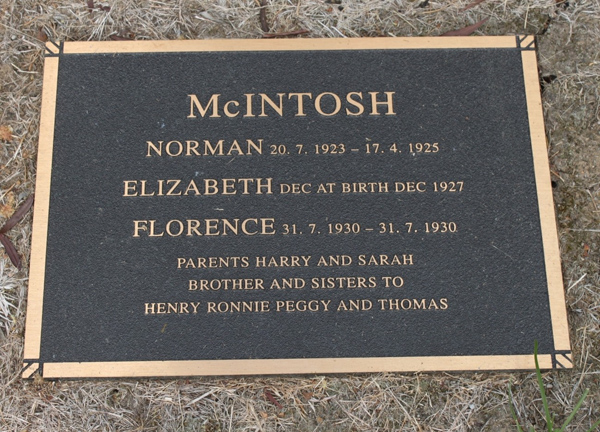 McINTOSH
NORMAN 20. 7. 1923 – 17. 4. 1925
ELIZABETH DEC AT BIRTH DEC 1927
FLORENCE 31. 7. 1930 – 31. 7. 1930
PARENTS HARRY AND SARAH
BROTHER AND SISTERS TO
HENRY RONNIE PEGGY AND THOMAS